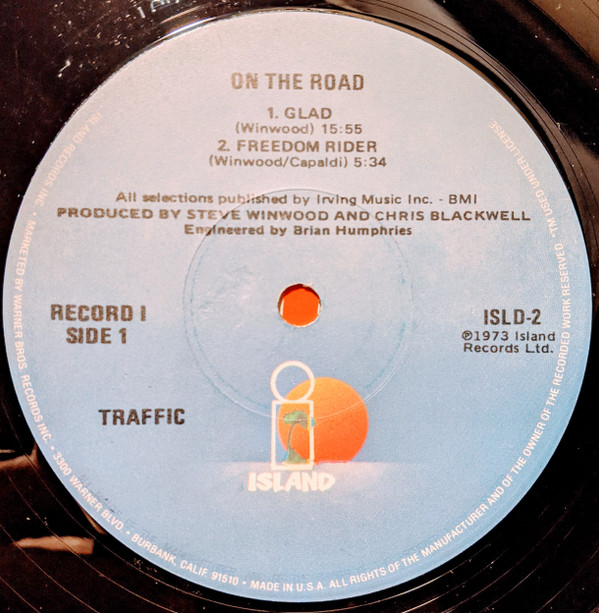 ON THE ROAD
1. GLAD
(Winwood) 15:55
2. FREEDOM RIDER
(Winwood/Capaldi) 5:34
All selections published by Irving Music Inc. - BMI
PRODUCED BY STEVE WINWOOD AND CHRIS BLACKWELL
Engineered by Brian Humphries
RECORD I
SIDE 1
ISLD-2
℗1973 Island
Records Ltd.
TRAFFIC
ISLAND
ISLAND RECORDS INC. • MARKETED BY WARNER BROS. RECORDS INC. • 3300 WARNER BLVD • BURBANK, CALIF. 91510 • MADE IN U.S.A. ALL RIGHTS OF THE MANUFACTURER AND OF THE OWNER OF THE RECORDED WORK RESERVED • TM USED UNDER LICENSE